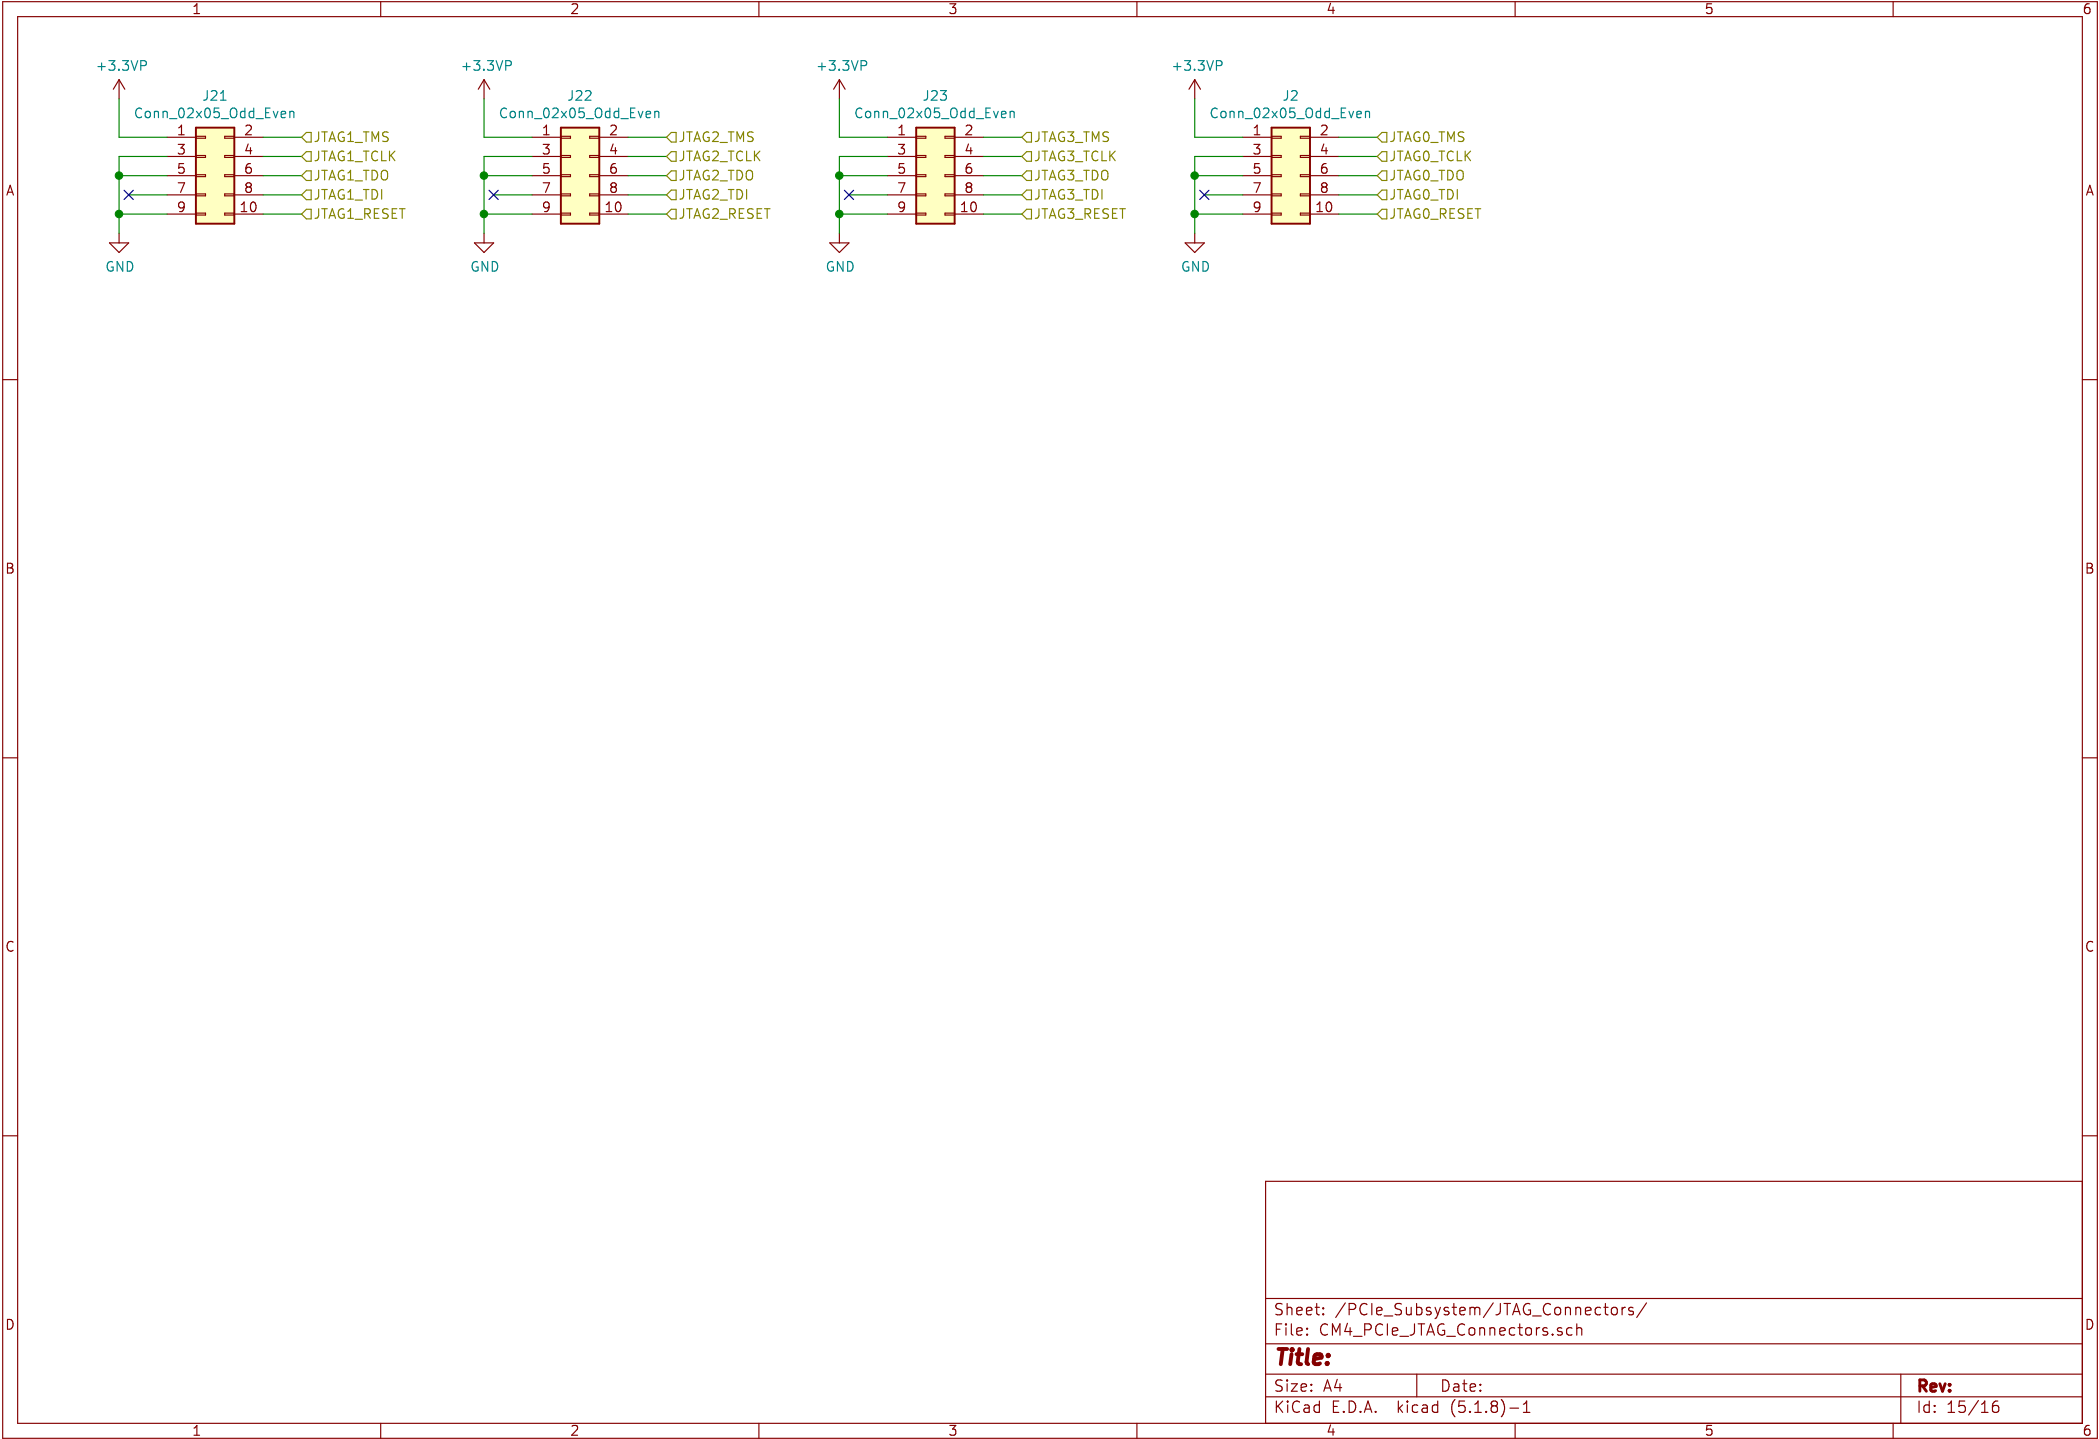 1 2 3 4 5 6
+3.3VP +3.3VP +3.3VP +3.3VP
J21 J22 J23 J2
Conn_02x05_Odd_Even Conn_02x05_Odd_Even Conn_02x05_Odd_Even Conn_02x05_Odd_Even
1 2 JTAG1_TMS 1 2 JTAG2_TMS 1 2 JTAG3_TMS 1 2 JTAG0_TMS
3 4 JTAG1_TCLK 3 4 JTAG2_TCLK 3 4 JTAG3_TCLK 3 4 JTAG0_TCLK
5 6 JTAG1_TDO 5 6 JTAG2_TDO 5 6 JTAG3_TDO 5 6 JTAG0_TDO
A 7 8 JTAG1_TDI 7 8 JTAG2_TDI 7 8 JTAG3_TDI 7 8 JTAG0_TDI A
9 10 JTAG1_RESET 9 10 JTAG2_RESET 9 10 JTAG3_RESET 9 10 JTAG0_RESET
GND GND GND GND
B B
C C
Sheet: /PCIe_Subsystem/JTAG_Connectors/
D D
File: CM4_PCIe_JTAG_Connectors.sch
Title:
Size: A4 Date: Rev:
KiCad E.D.A. kicad (5.1.8)-1 Id: 15/16
1 2 3 4 5 6